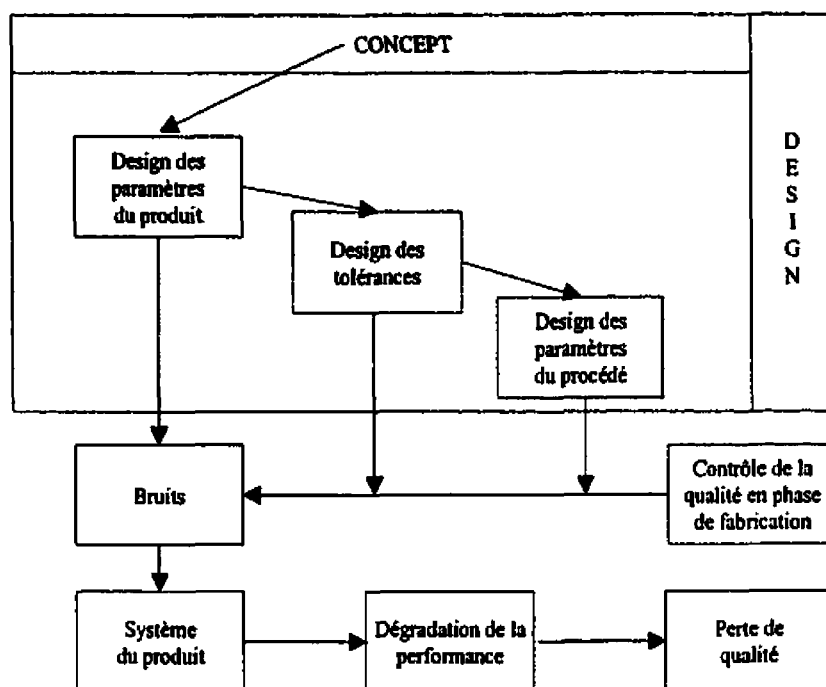 CONCEPT
D
E
S
I
G
N
Design des
paramètres
du produit
Design des
tolérances
Design des
paramètres
du procédé
Bruits
Contrôle de la
qualité en phase
de fabrication
Système
du produit
Dégradation de la
performance
Perte de
qualité